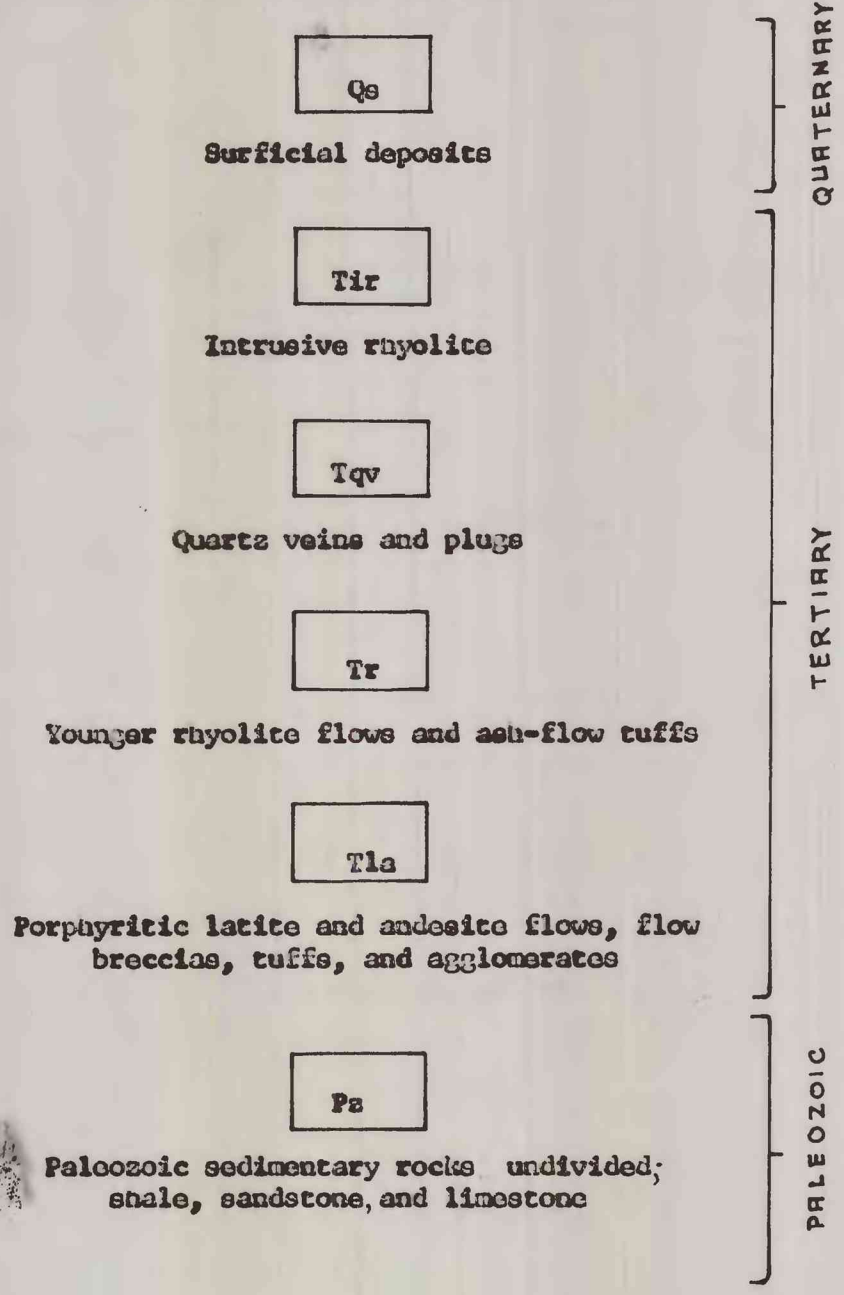 Qs
Surficial deposits
QUATERNARY
Tir
Intrusive rhyolite
Tqv
Quartz veins and plugs
Tr
Younger rhyolite flows and ash-flow tuffs
Tla
Porphyritic latite and andesite flows, flow
breccias, tuffs, and agglomerates
TERTIARY
Pz
Paleozoic sedimentary rocks undivided;
shale, sandstone, and limestone
PALEOZOIC